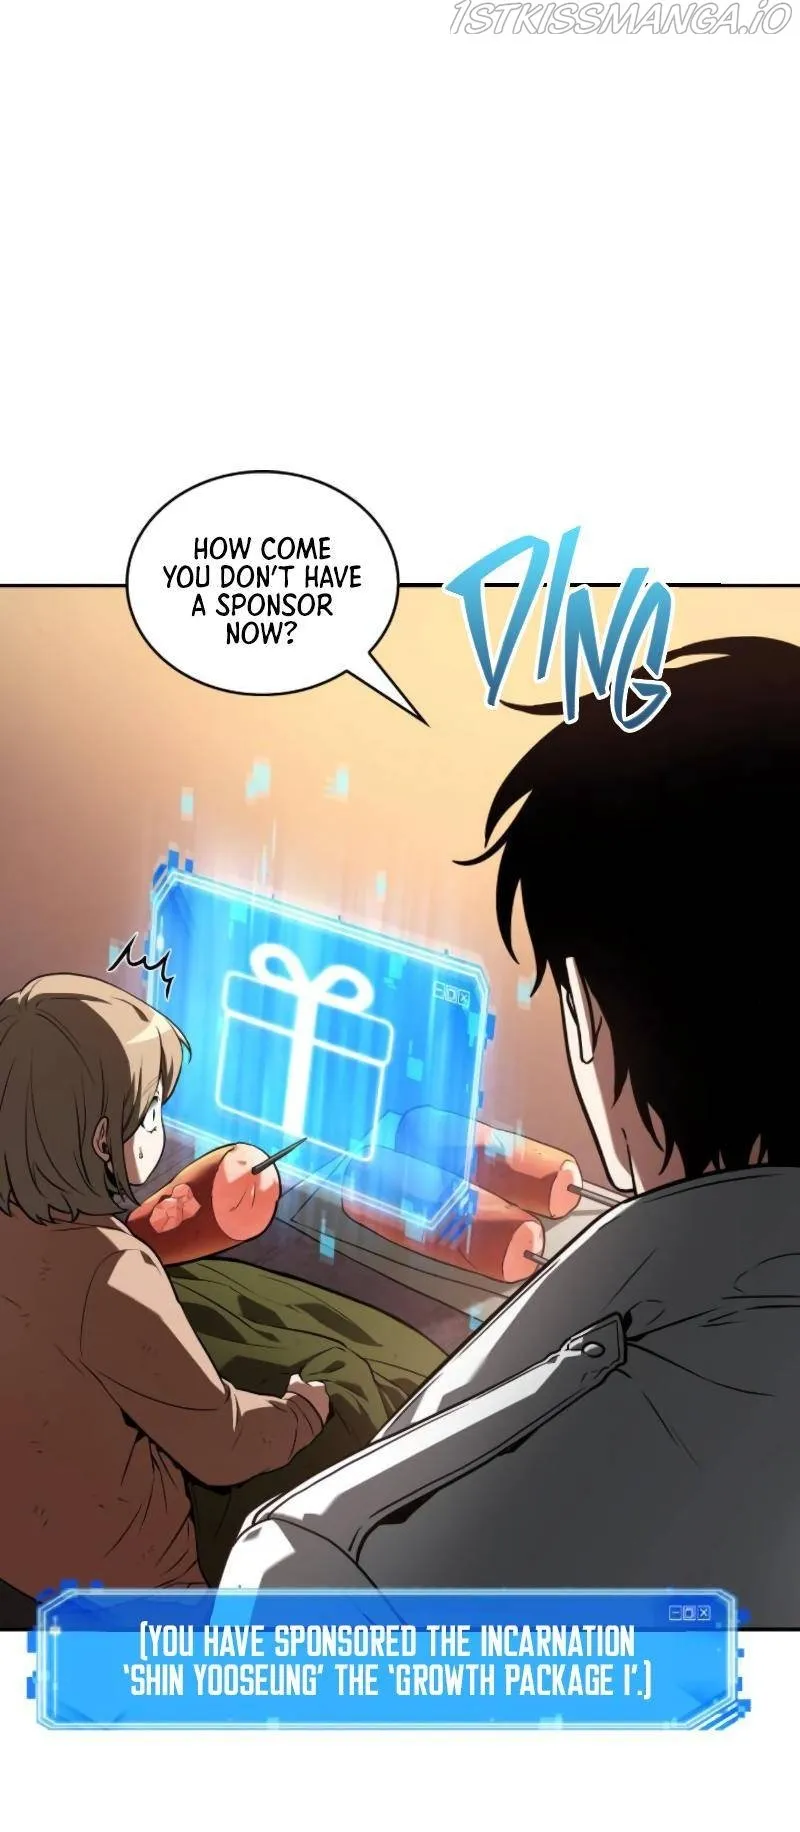 1STKISSMANGA.IO
HOW COME
YOU DON'T HAVE
A SPONSOR
NOW?
DING
(YOU HAVE SPONSORED THE INCARNATION
'SHIN YOOSEUNG' THE 'GROWTH PACKAGE I'.)